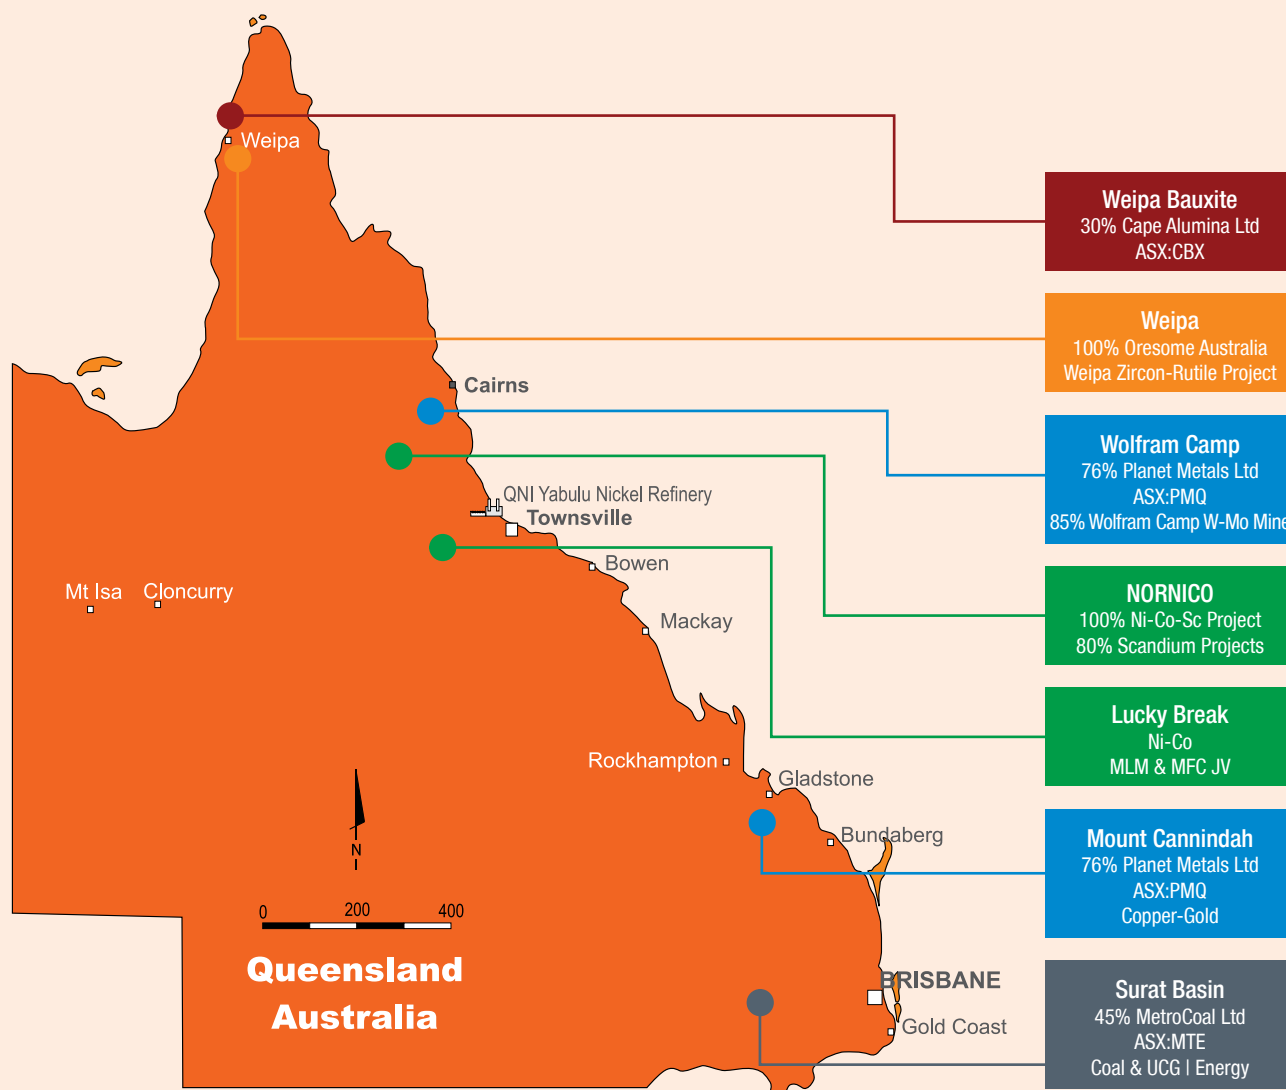 Weipa
Weipa Bauxite
30% Cape Alumina Ltd
ASX:CBX
Weipa
100% Oresome Australia
Weipa Zircon-Rutile Project
Cairns
Wolfram Camp
76% Planet Metals Ltd
ASX:PMQ
85% Wolfram Camp W-Mo Mine
QNI Yabulu Nickel Refinery
Townsville
Bowen
Mt Isa
Cloncurry
Mackay
NORNICO
100% Ni-Co-Sc Project
80% Scandium Projects
Lucky Break
Ni-Co
MLM & MFC JV
Rockhampton
Gladstone
Bundaberg
N
Mount Cannindah
76% Planet Metals Ltd
ASX:PMQ
Copper-Gold
0 200 400
Queensland
Australia
BRISBANE
Gold Coast
Surat Basin
45% MetroCoal Ltd
ASX:MTE
Coal & UCG | Energy